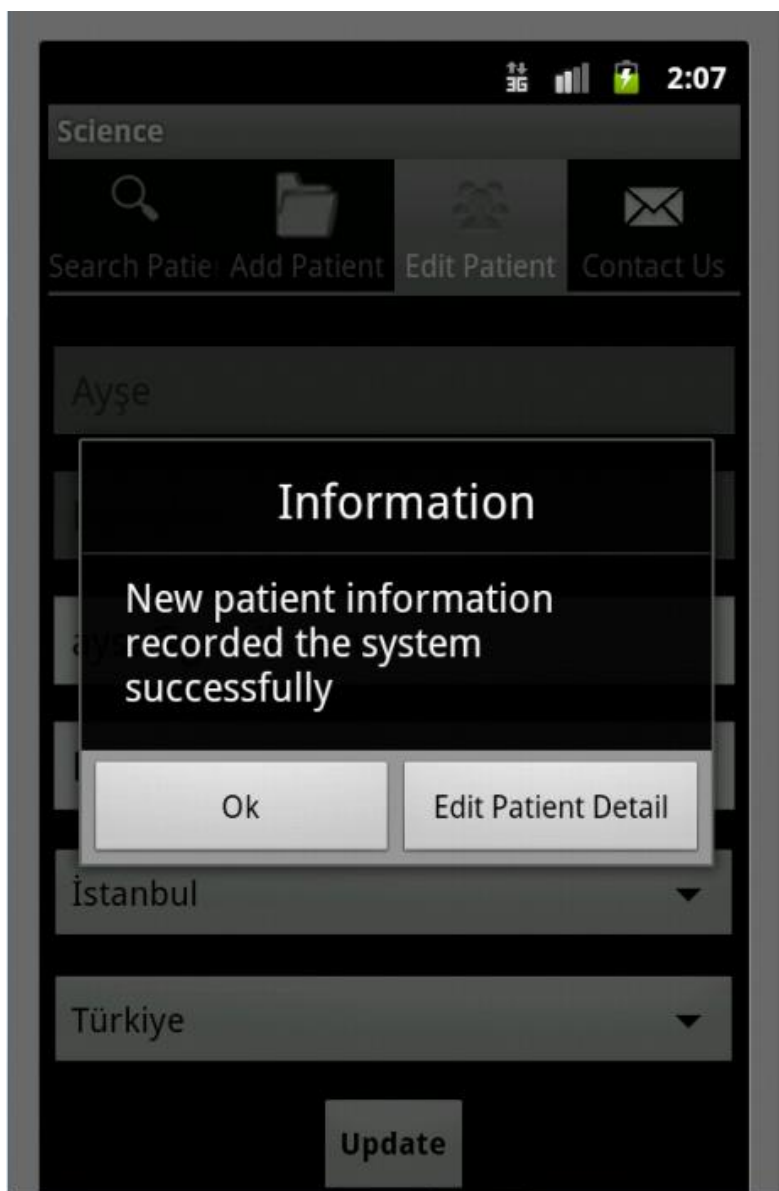 3G 2:07
Science
Search Patie Add Patient Edit Patient Contact Us
Ayşe
Information
New patient information
recorded the system
successfully
Ok Edit Patient Detail
İstanbul
Türkiye
Update